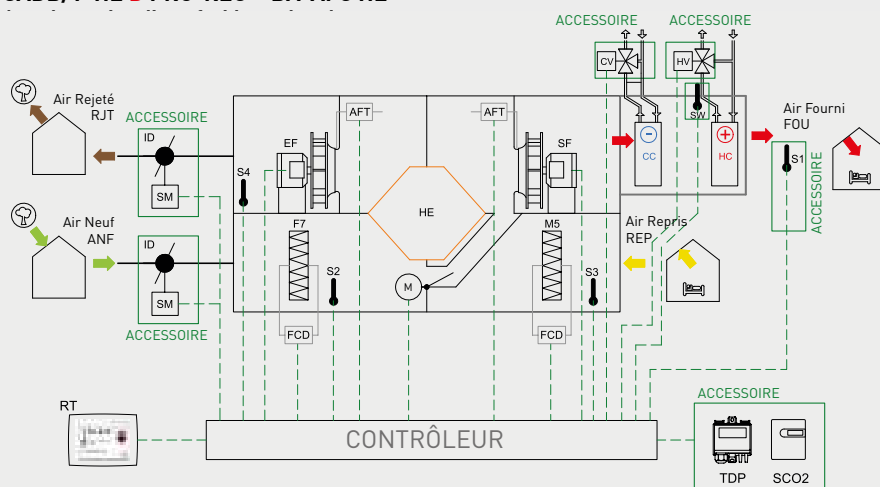 ACCESSOIRE
ACCESSOIRE
CV
HV
Air Rejeté
RJT
ACCESSOIRE
ID
SM
AFT
AFT
EF
SF
SW
CC
HC
Air Fourni
FOU
S1
ACCESSOIRE
S4
HE
Air Neuf
ANF
ID
SM
ACCESSOIRE
F7
M5
Air Repris
REP
S2
M
S3
FCD
FCD
RT
CONTRÔLEUR
ACCESSOIRE
TDP
SCO2